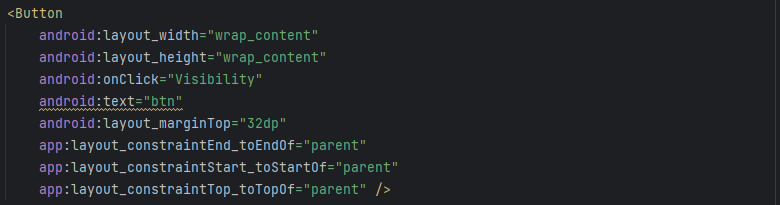 <Button
android:layout_width="wrap_content"
android:layout_height="wrap_content"
android:onClick="Visibility"
android:text="btn"
android:layout_marginTop="32dp"
app:layout_constraintEnd_toEndOf="parent"
app:layout_constraintStart_toStartOf="parent"
app:layout_constraintTop_toTopOf="parent" />